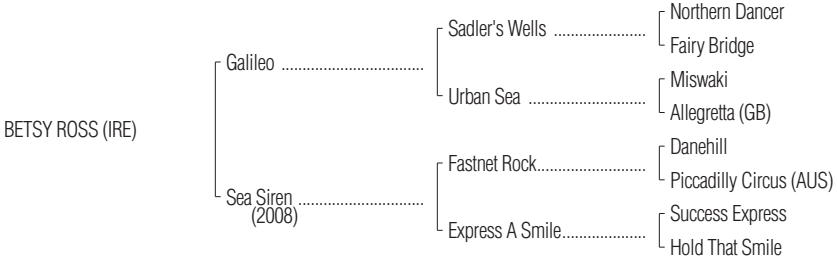 Northern Dancer
Sadler's Wells ......................
Fairy Bridge
Galileo ..................................
Miswaki
Urban Sea ............................
Allegretta (GB)
BETSY ROSS (IRE)
Danehill
Fastnet Rock..........................
Piccadilly Circus (AUS)
Sea Siren ..............................
(2008)
Success Express
Express A Smile....................
Hold That Smile